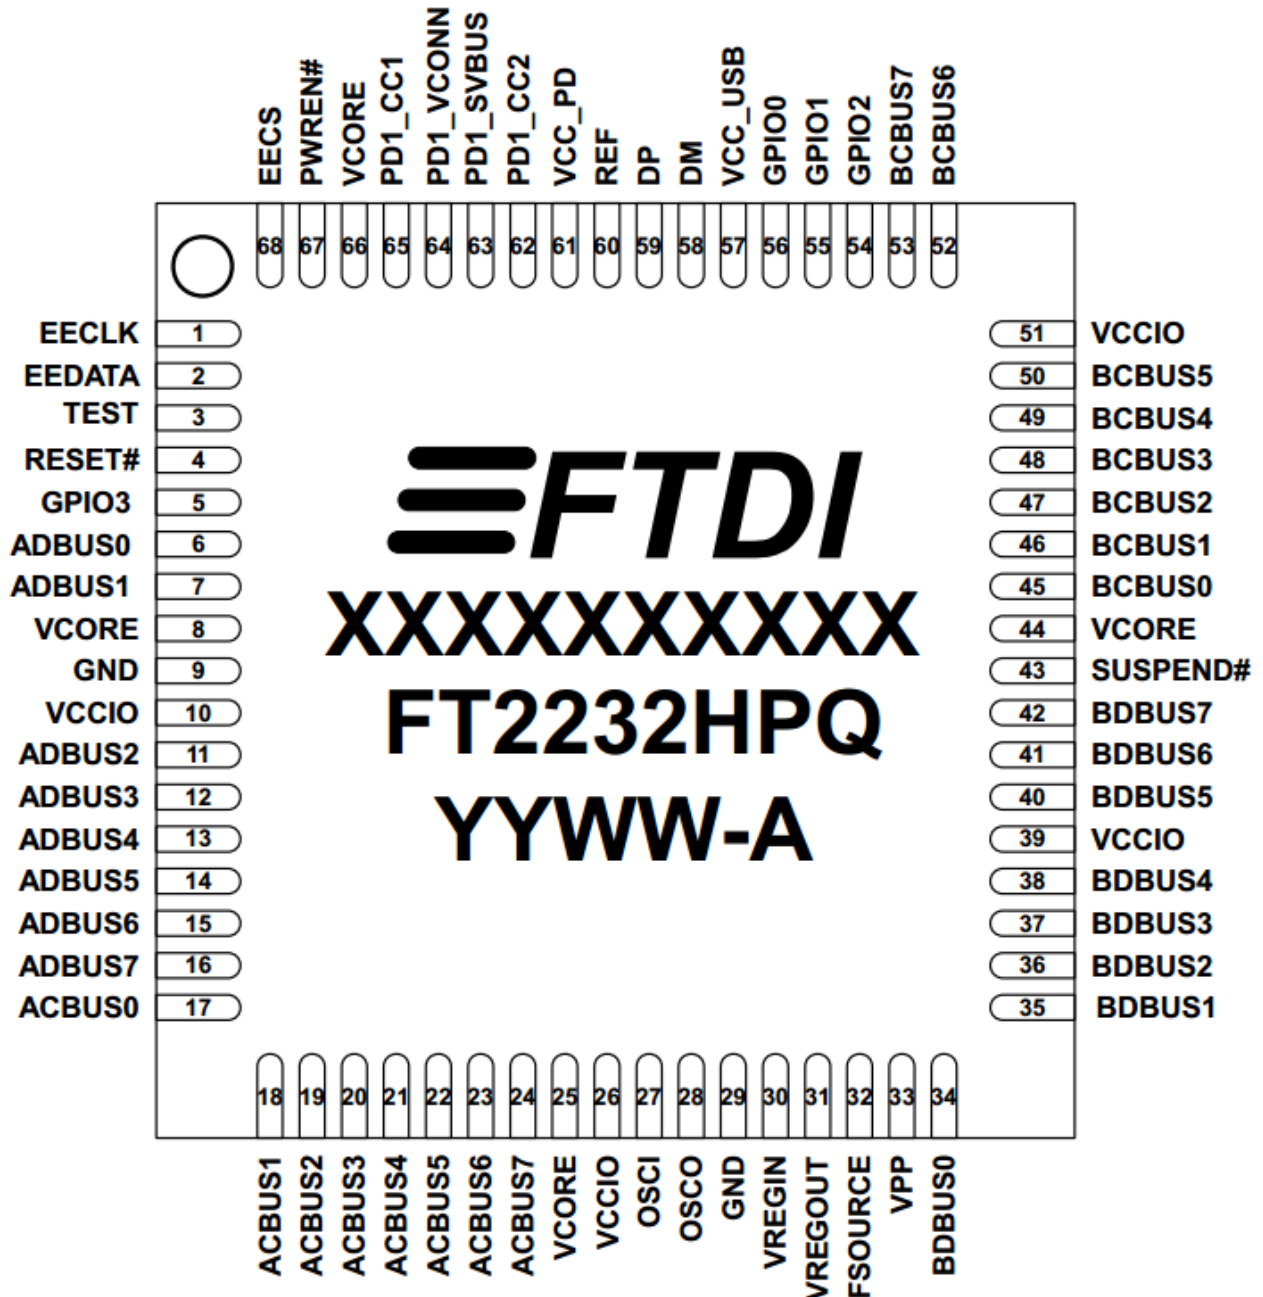 EECS
PWREN#
VCORE
PD1_CC1
PD1_VCONN
PD1_SVBUS
PD1_CC2
VCC_PD
REF
DP
DM
VCC_USB
GPIO0
GPIO1
GPIO2
BCBUS7
BCBUS6
68 67 66 65 64 63 62 61 60 59 58 57 56 55 54 53 52
EECLK 1
EEDATA 2
TEST 3
RESET# 4
GPIO3 5
ADBUS0 6
ADBUS1 7
VCORE 8
GND 9
VCCIO 10
ADBUS2 11
ADBUS3 12
ADBUS4 13
ADBUS5 14
ADBUS6 15
ADBUS7 16
ACBUS0 17
FTDI
XXXXXXXXXX
FT2232HPQ
YYWW-A
51 VCCIO
50 BCBUS5
49 BCBUS4
48 BCBUS3
47 BCBUS2
46 BCBUS1
45 BCBUS0
44 VCORE
43 SUSPEND#
42 BDBUS7
41 BDBUS6
40 BDBUS5
39 VCCIO
38 BDBUS4
37 BDBUS3
36 BDBUS2
35 BDBUS1
18 19 20 21 22 23 24 25 26 27 28 29 30 31 32 33 34
ACBUS1
ACBUS2
ACBUS3
ACBUS4
ACBUS5
ACBUS6
ACBUS7
VCORE
VCCIO
OSCI
OSCO
GND
VREGIN
VREGOUT
FSOURCE
VPP
BDBUS0